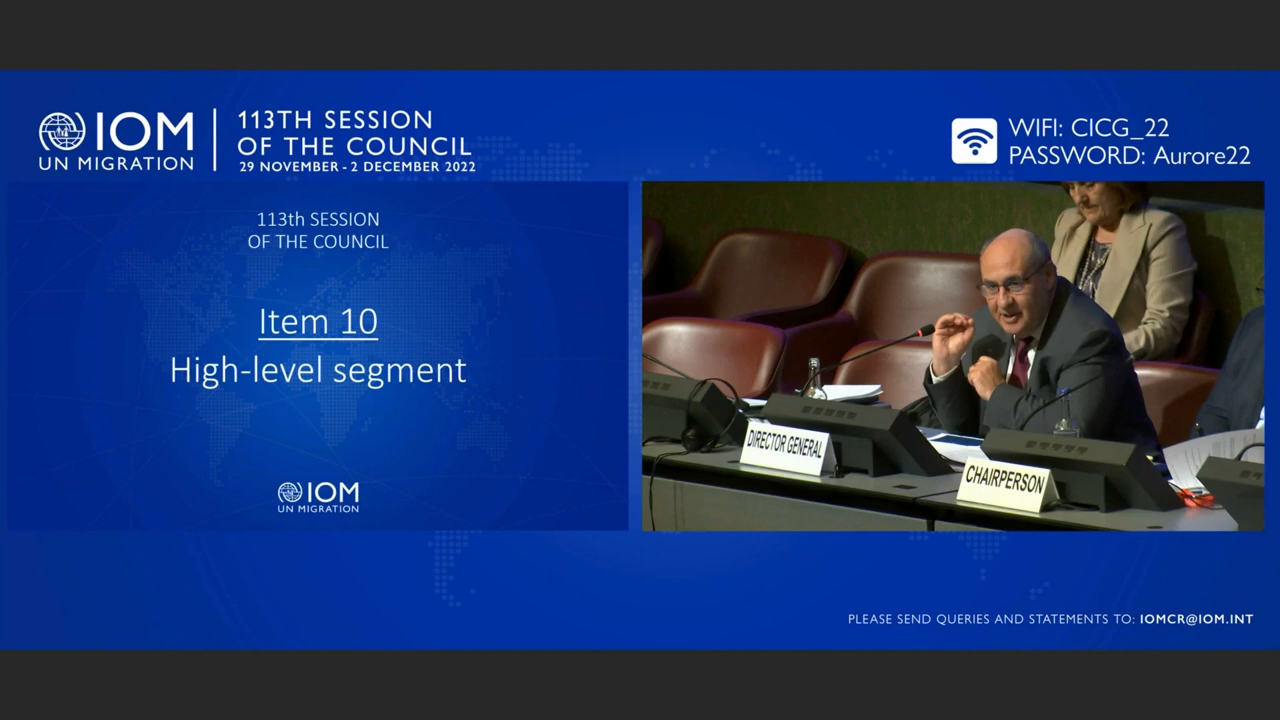 IOM
UN MIGRATION
113TH SESSION
OF THE COUNCIL
29 NOVEMBER - 2 DECEMBER 2022
WIFI: CICG_22
PASSWORD: Aurore22
113th SESSION
OF THE COUNCIL
Item 10
High-level segment
IOM
UN MIGRATION
DIRECTOR GENERAL
CHAIRPERSON
PLEASE SEND QUERIES AND STATEMENTS TO: IOMCR@IOM.INT